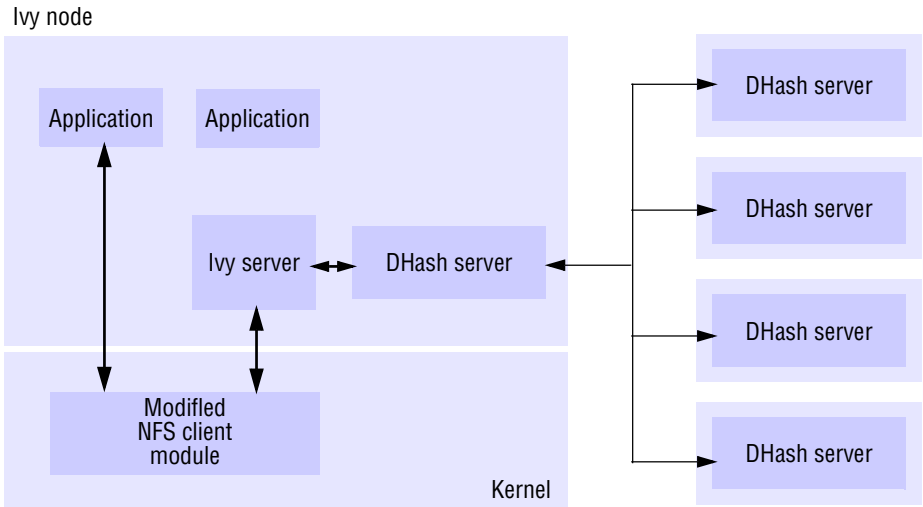 Ivy node
Application
Application
Ivy server
DHash server
Modifled
NFS client
module
Kernel
DHash server
DHash server
DHash server
DHash server